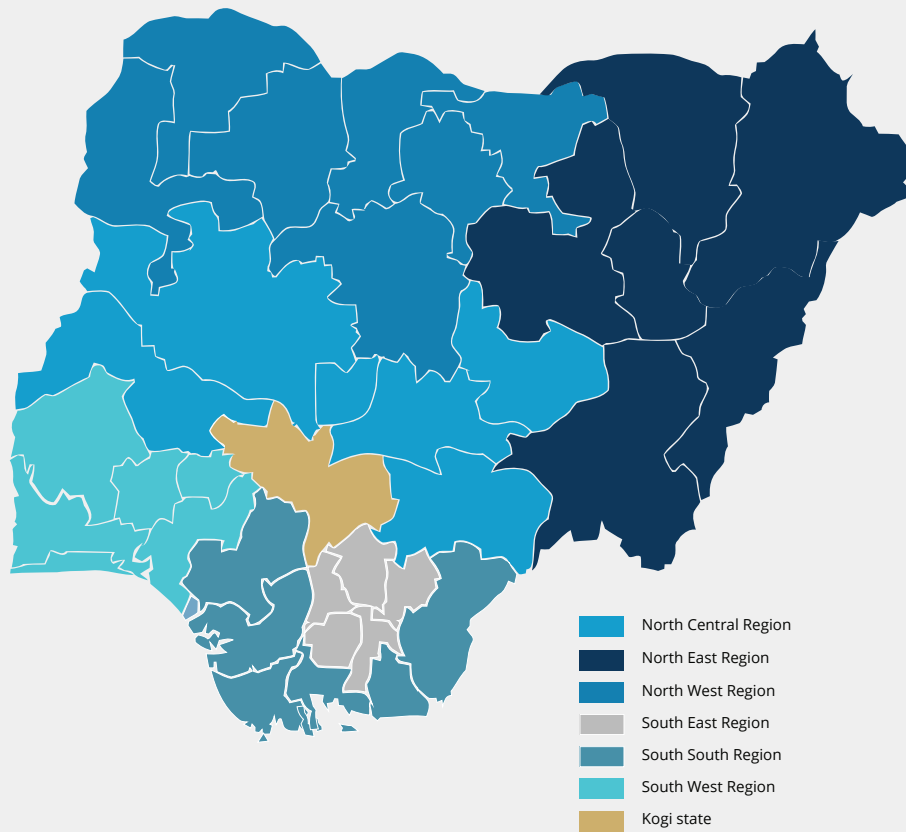 North Central Region
North East Region
North West Region
South East Region
South South Region
South West Region
Kogi state